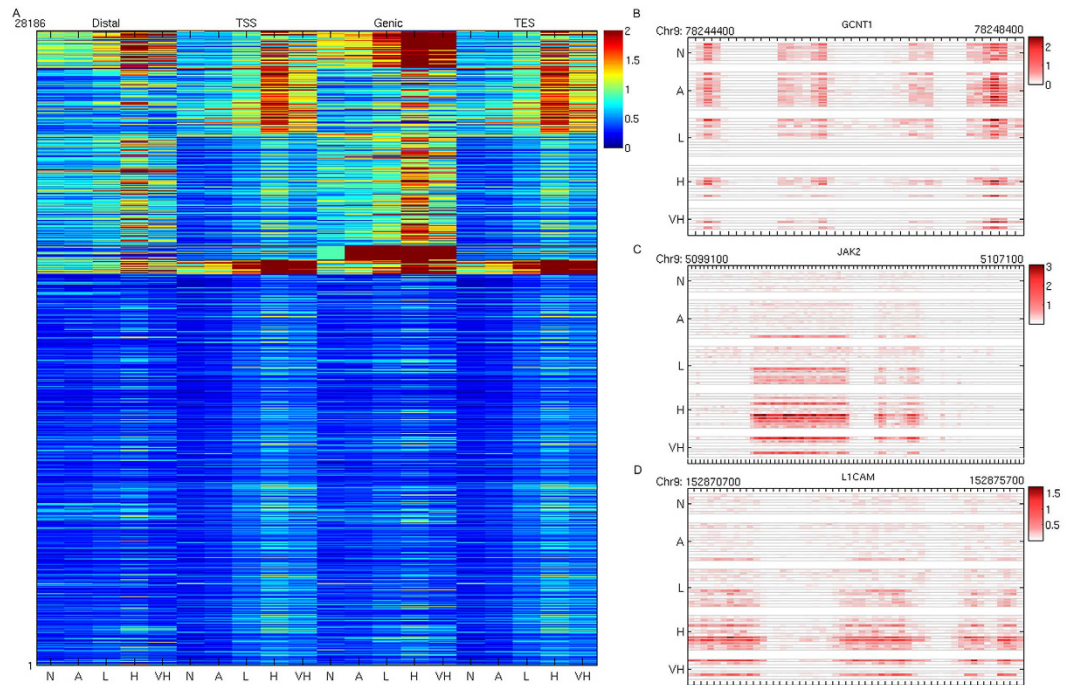 A
28186 Distal TSS Genic TES
2
1.5
1
0.5
0
1
N A L H VH N A L H VH N A L H VH N A L H VH
B
GCNT1
Chr9: 78244400 78248400
N
A
L
H
VH
2
1
0
C
JAK2
Chr9: 5099100 5107100
N
A
L
H
VH
3
2
1
0
D
L1CAM
Chr9: 152870700 152875700
N
A
L
H
VH
1.5
1
0.5